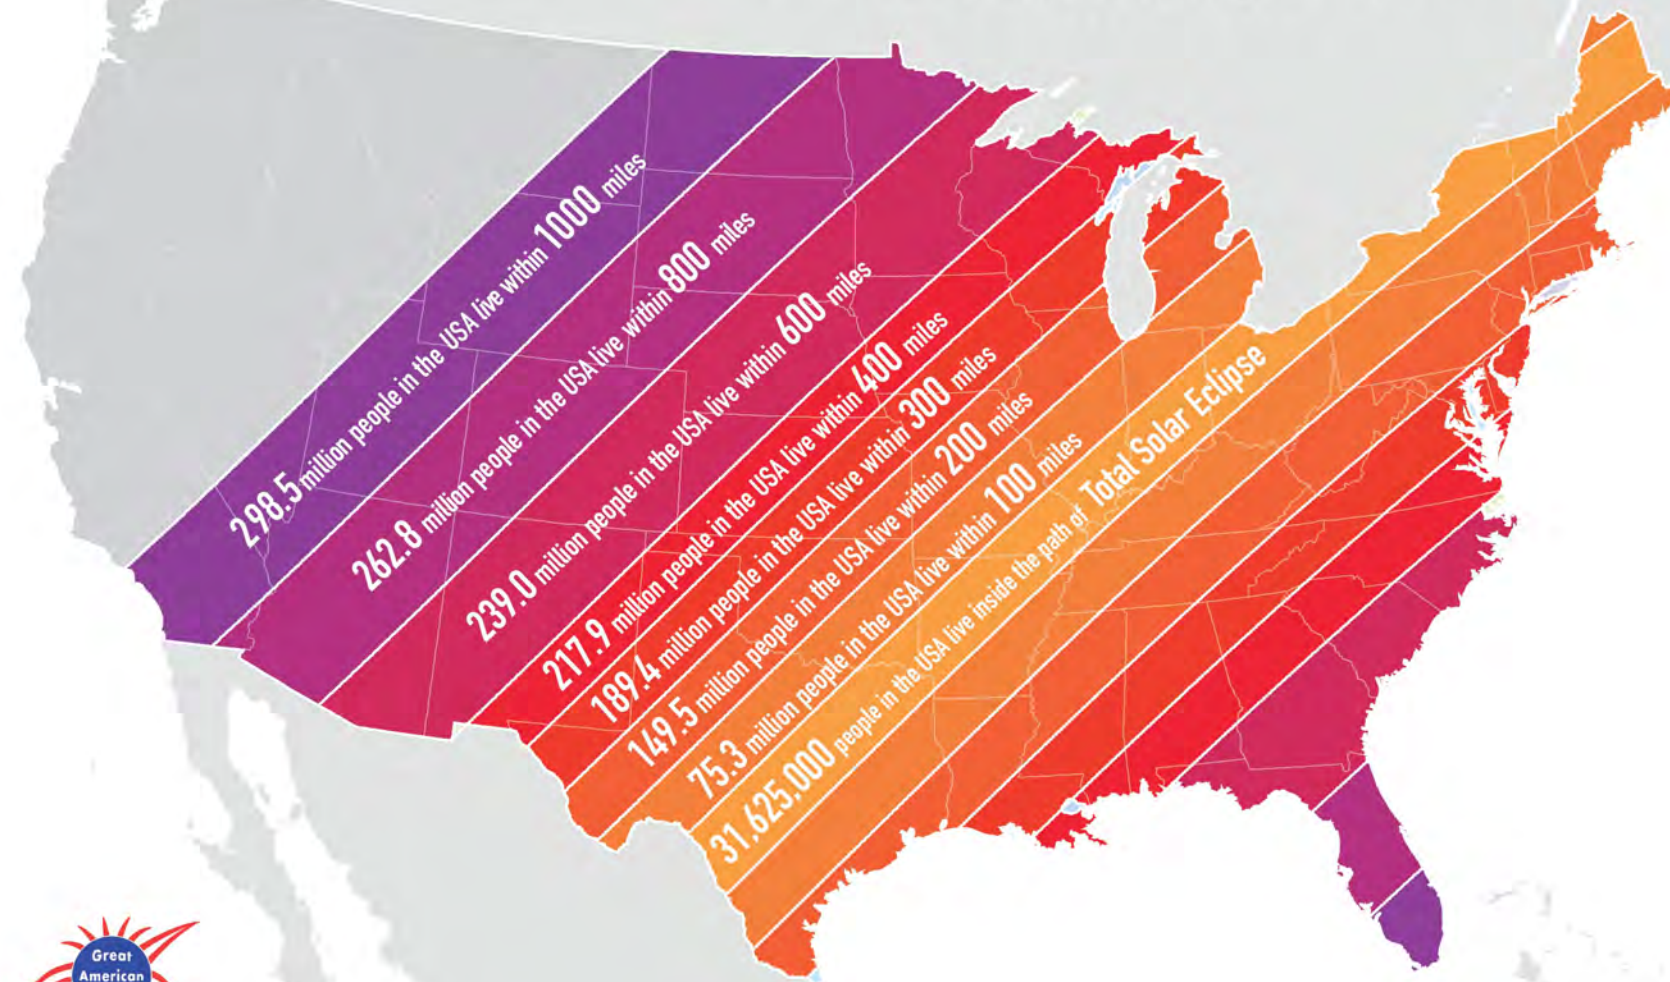 298.5 million people in the USA live within 1000 miles
262.8 million people in the USA live within 800 miles
239.0 million people in the USA live within 600 miles
217.9 million people in the USA live within 400 miles
189.4 million people in the USA live within 300 miles
149.5 million people in the USA live within 200 miles
75.3 million people in the USA live within 100 miles
31,625,000 people in the USA live inside the path of Total Solar Eclipse
Great
American